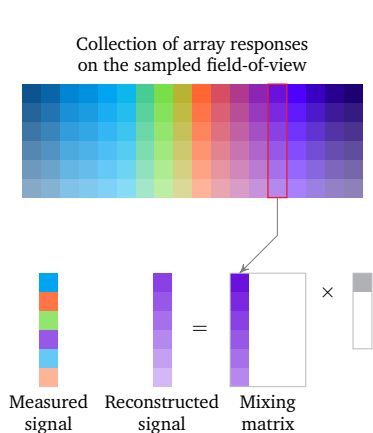 Collection of array responses
on the sampled field-of-view
×
=
Measured
signal
Reconstructed
signal
Mixing
matrix